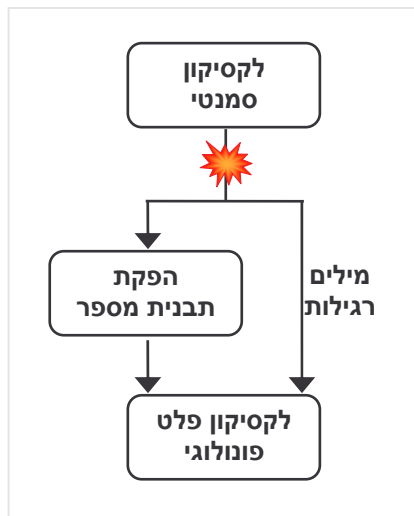 לקסיקון
סמנטי
הפקת
תבנית מספר
מילים
רגילות
לקסיקון פלט
פונולוגי